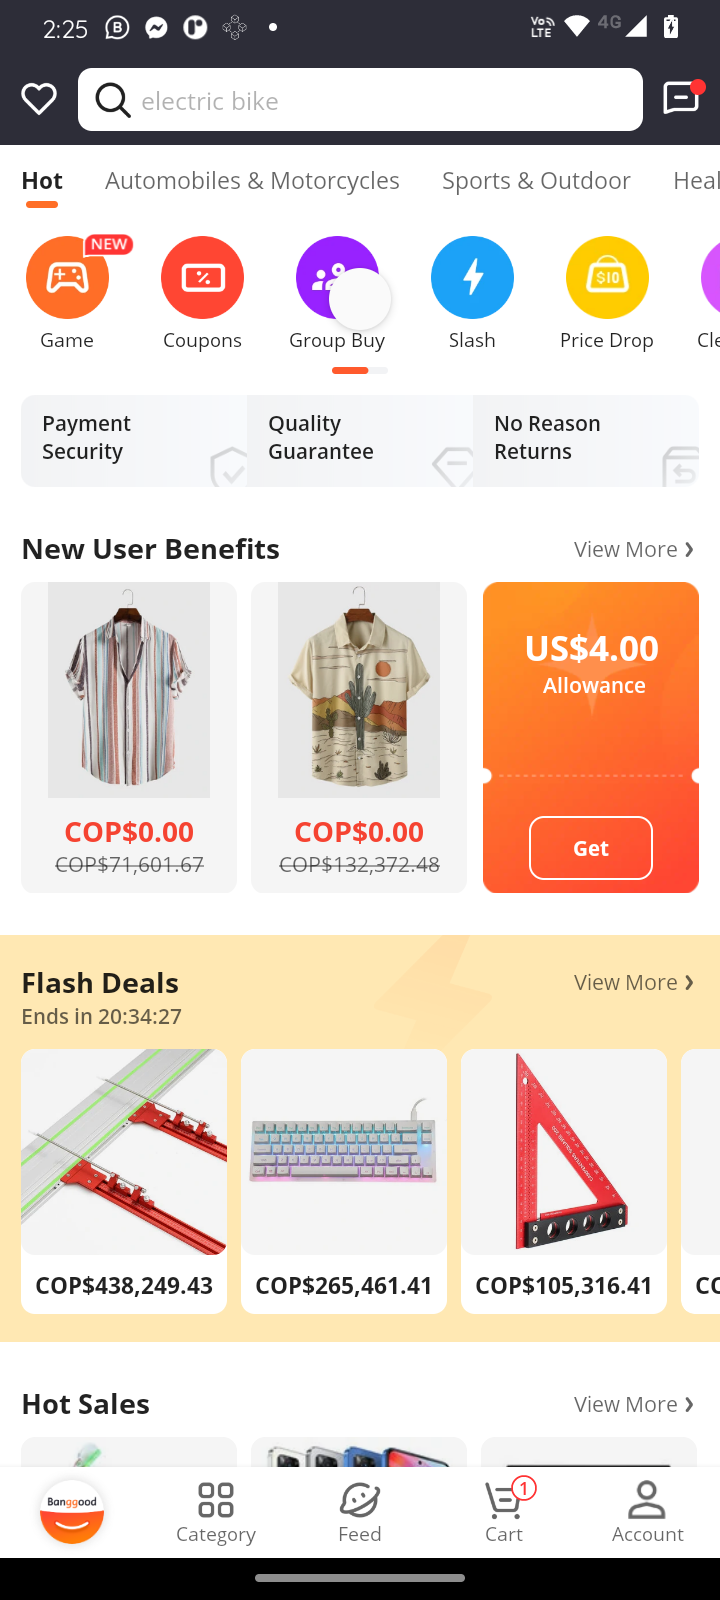 2:25
Vo
LTE
4G
electric bike
Hot
Automobiles & Motorcycles
Sports & Outdoor
Heal
NEW
$10
Game
Coupons
Group Buy
Slash
Price Drop
Cle
Payment
Security
Quality
Guarantee
No Reason
Returns
New User Benefits
View More
COP$0.00
COP$71,601.67
COP$0.00
COP$132,372.48
US$4.00
Allowance
Get
Flash Deals
View More
Ends in 20:34:27
COP$438,249.43
COP$265,461.41
COP$105,316.41
CO
Hot Sales
View More
Banggood
Category
Feed
1
Cart
Account